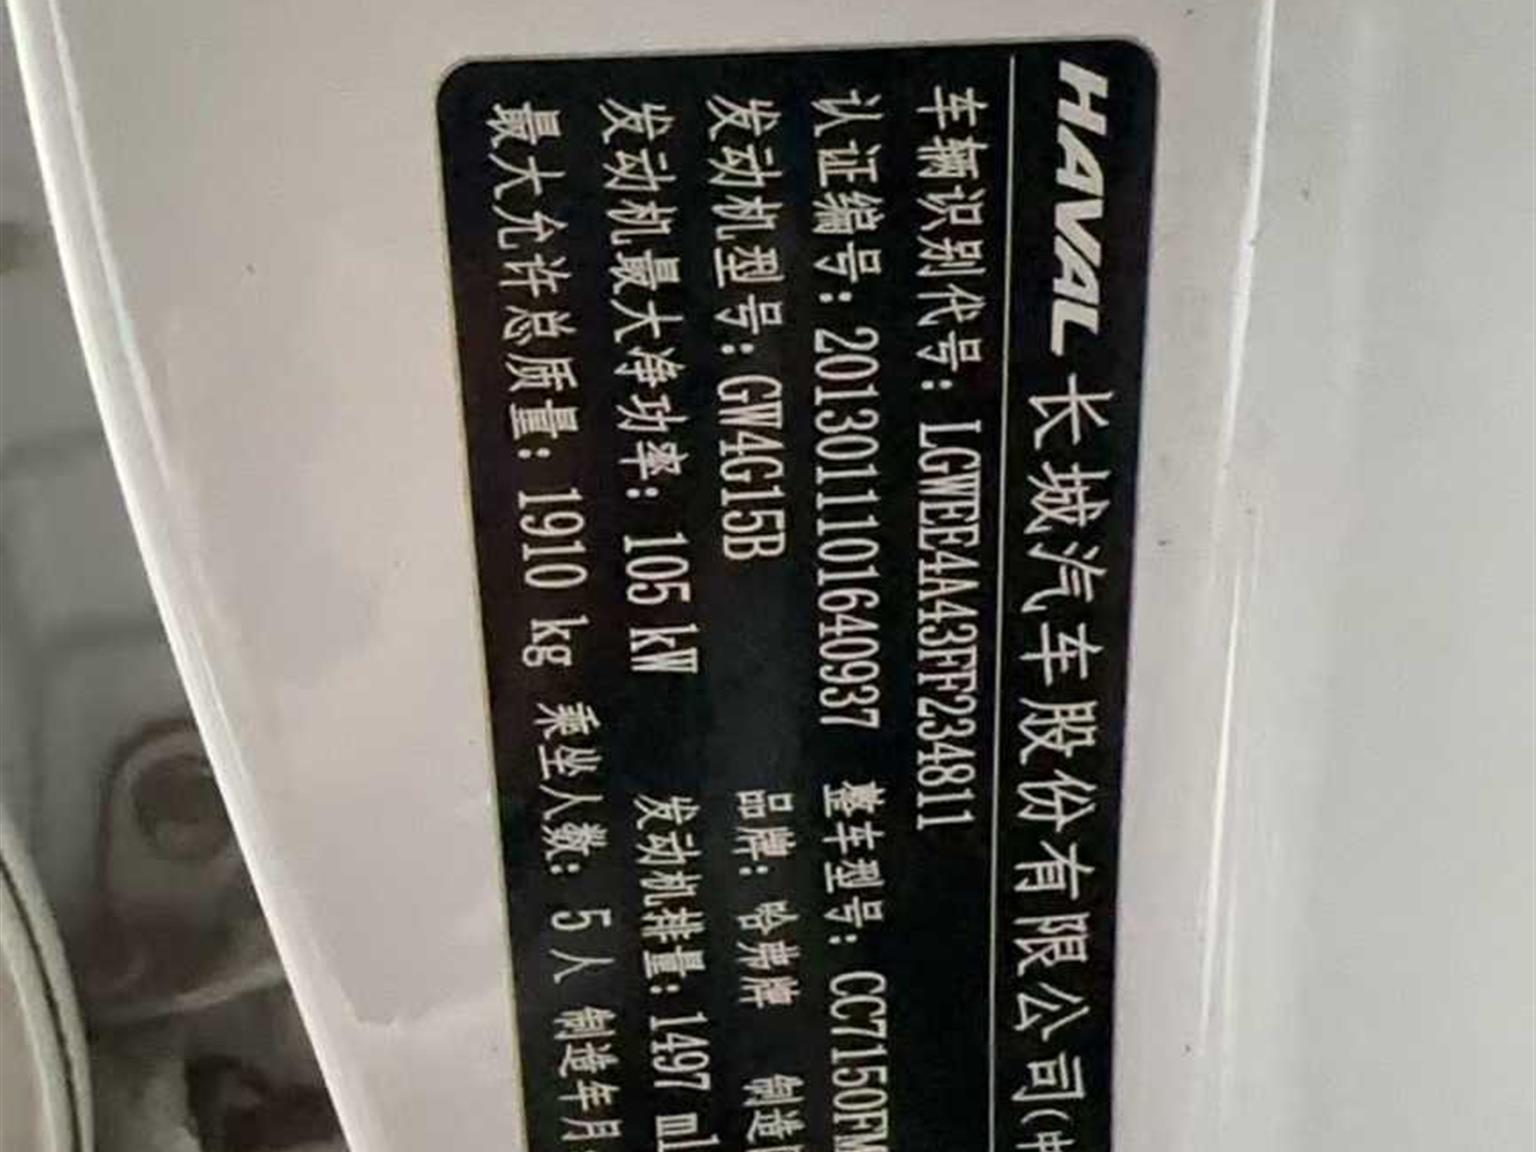 HAVAL 长城汽车股份有限公司(中
车辆识别代号: LGWEE4A43FF234811
认证编号: 2013011101640937 整车型号: CC7150FM
发动机型号: GW4G15B 品牌: 哈弗牌 制造
发动机最大净功率: 105 kW 发动机排量: 1497 ml
最大允许总质量: 1910 kg 乘坐人数: 5 人 制造年月